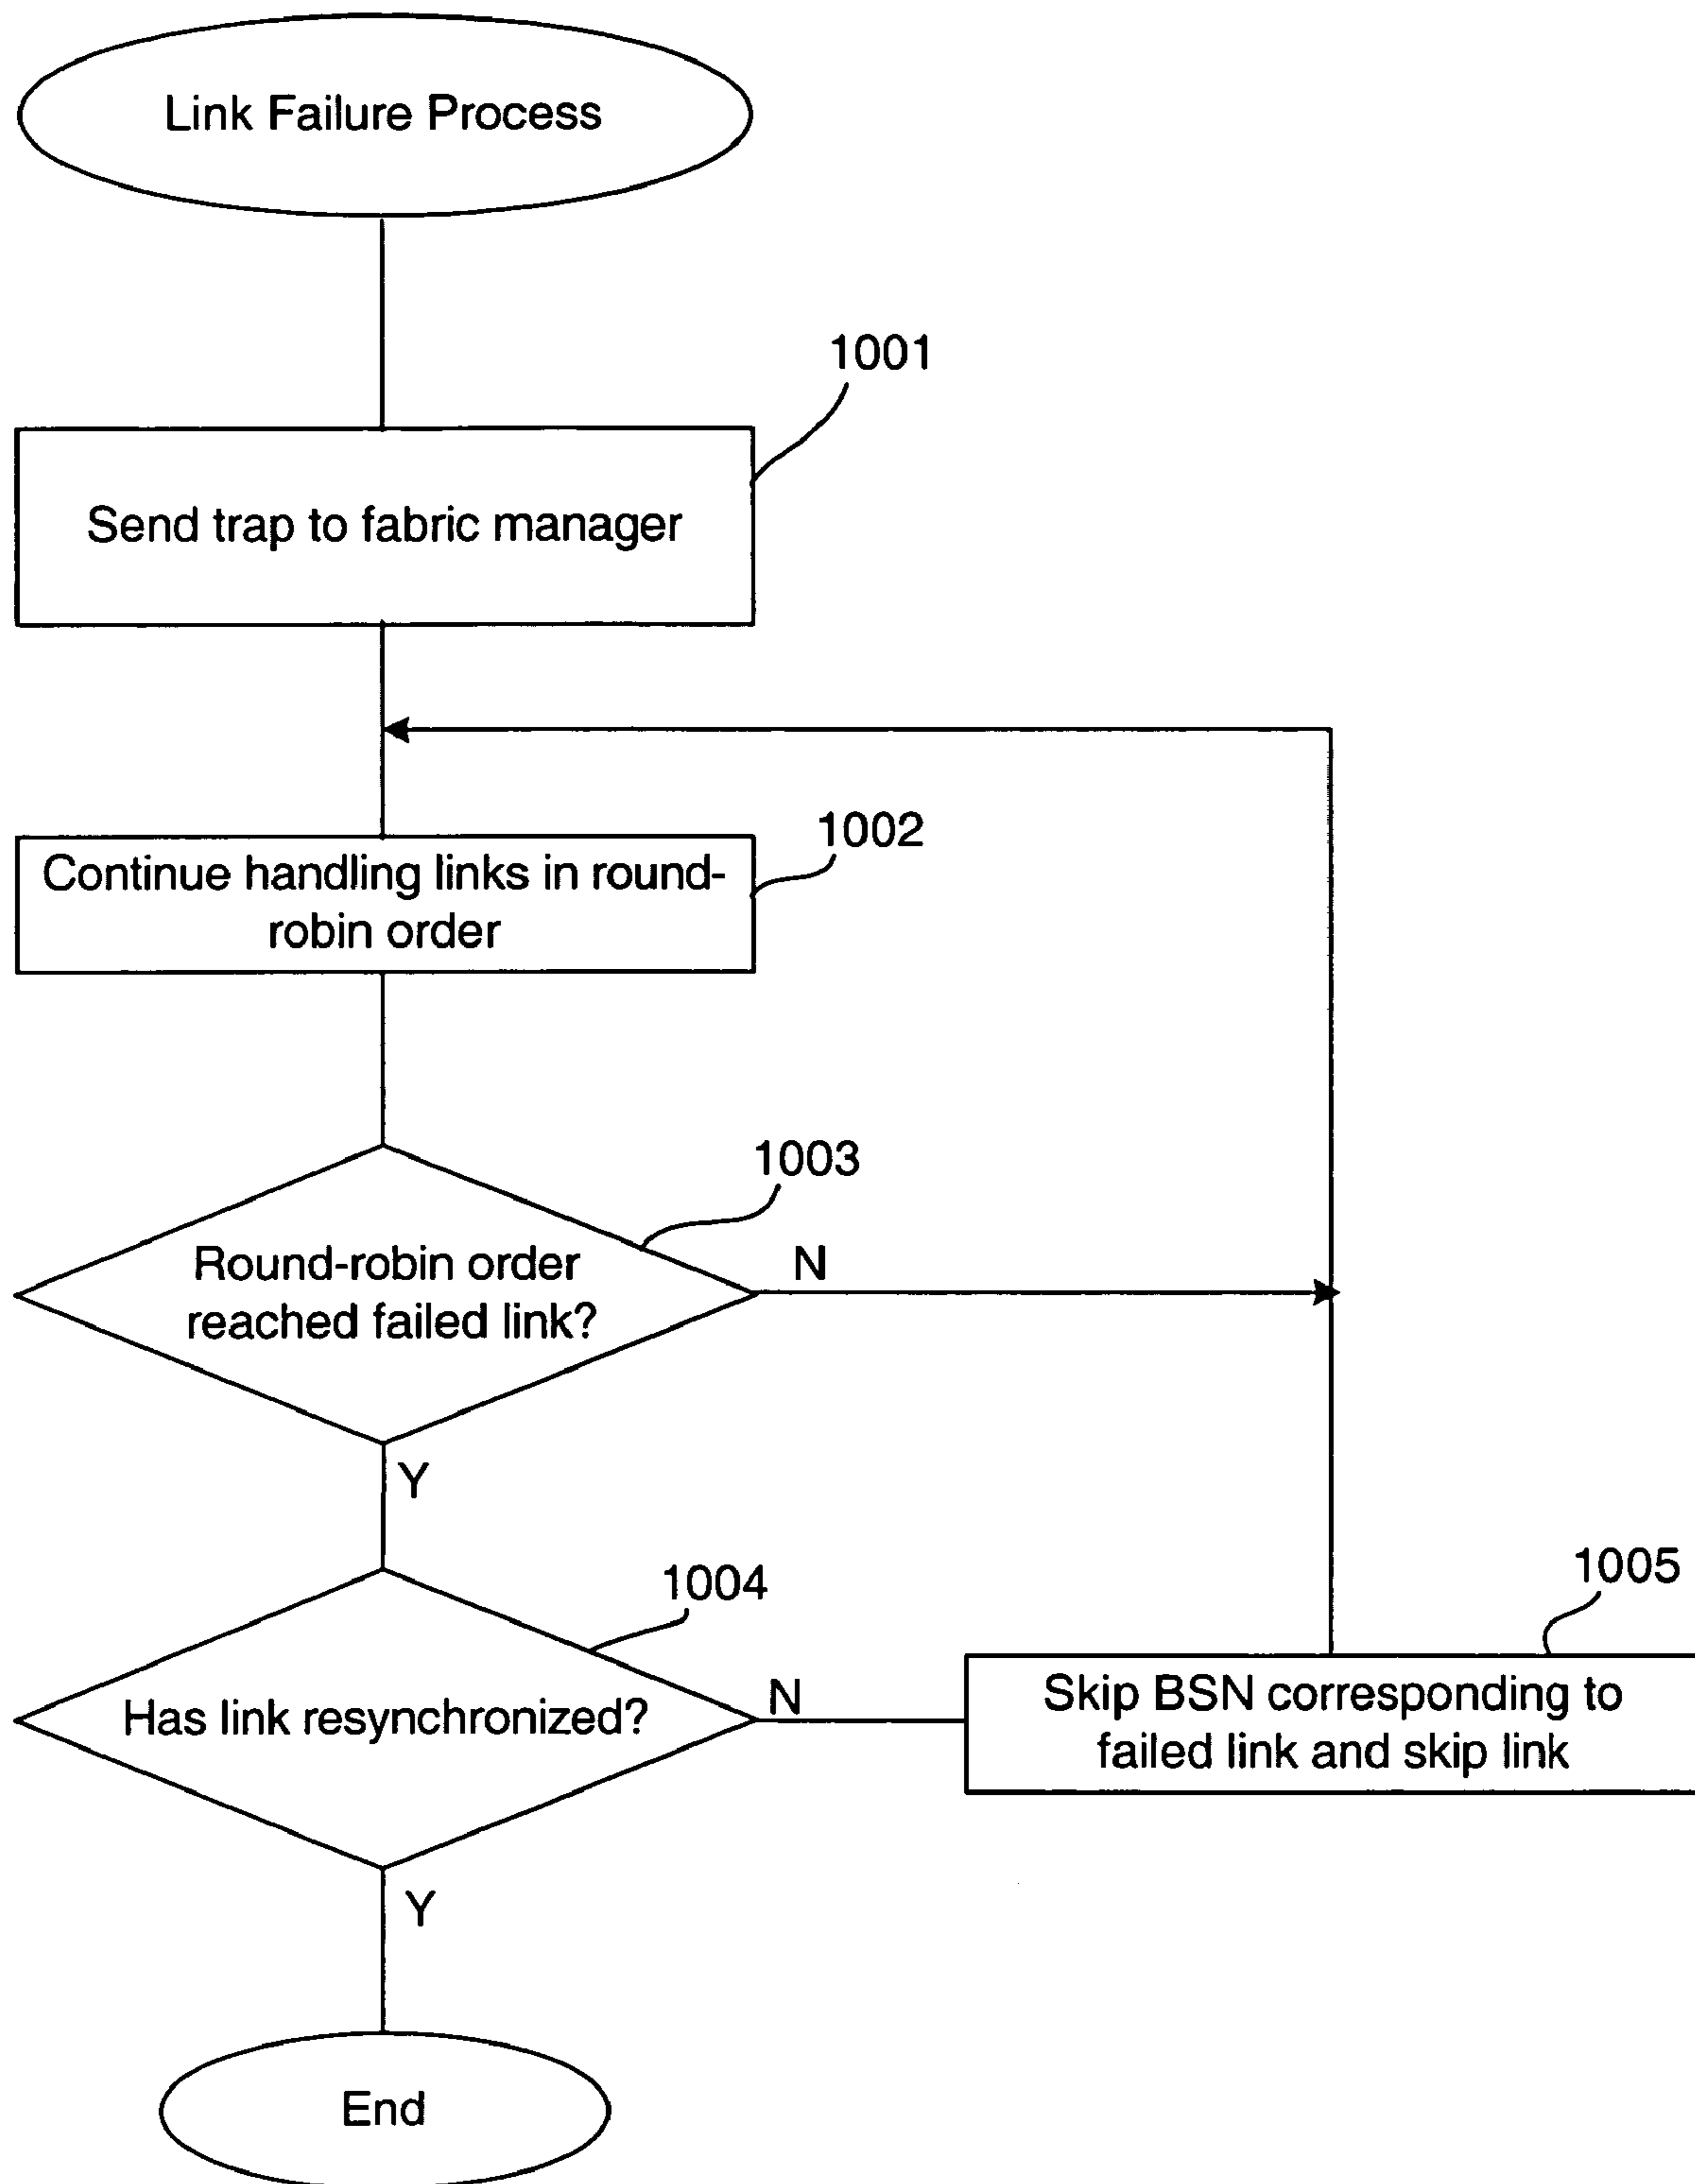 Link Failure Process
1001
Send trap to fabric manager
1002
Continue handling links in round-
robin order
1003
Round-robin order
reached failed link?
N
Y
1004
1005
Has link resynchronized?
N
Skip BSN corresponding to
failed link and skip link
Y
End